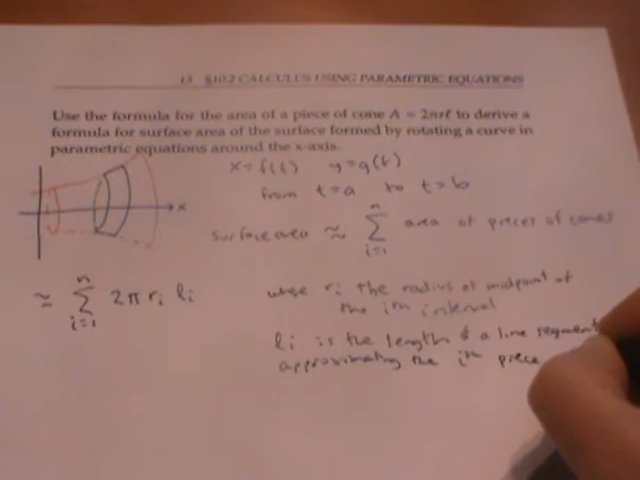 13 §10.2 CALCULUS USING PARAMETRIC EQUATIONS
Use the formula for the area of a piece of cone A = 2πrℓ to derive a
formula for surface area of the surface formed by rotating a curve in
parametric equations around the x-axis.
x = f(t) y = g(t)
from t=a to t=b
x
surface area ≈ n Σ i=1 area of pieces of cones
≈ n Σ i=1 2π ri li
where ri the radius at midpoint of
the ith interval
li is the length of a line segment
approximating the ith piece